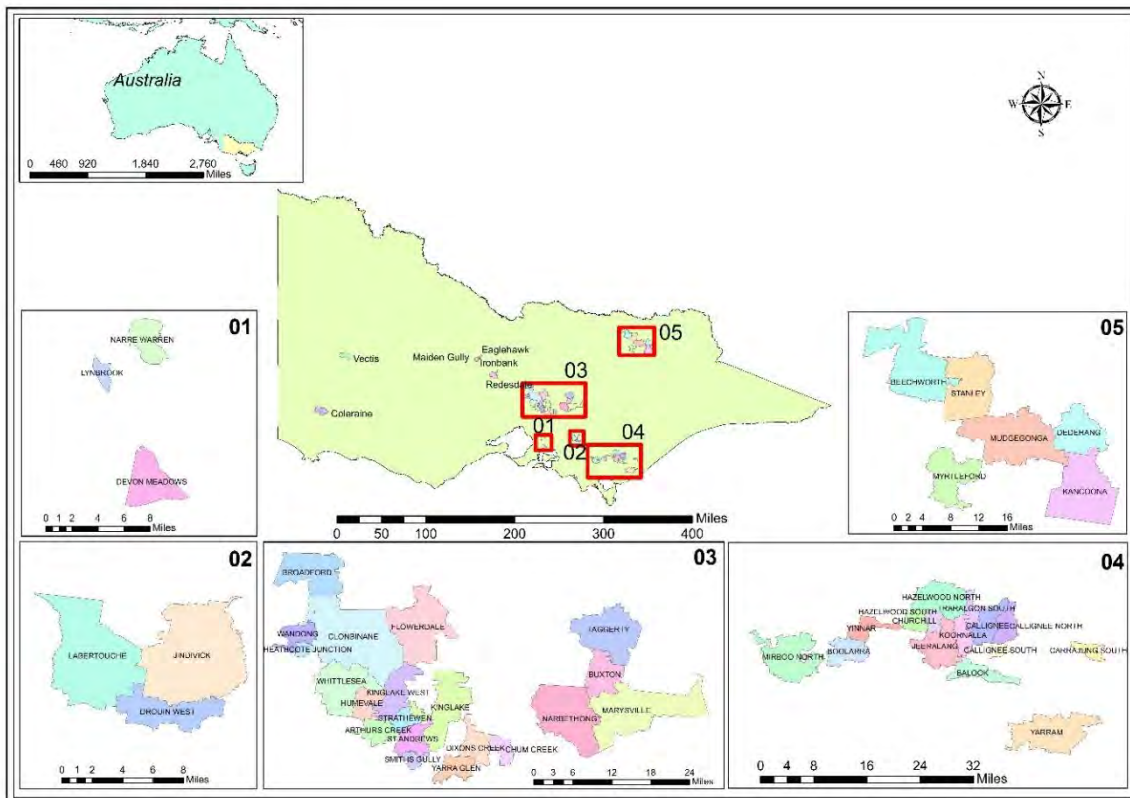 Australia
0 460 920 1,840 2,760
Miles
N
W E
S
Vectis
Coleraine
Maiden Gully
Eaglehawk
Ironbank
Redesdale
05
03
01
02
04
0 50 100 200 300 400
Miles
01
NARRE WARREN
LYNBROOK
DEVON MEADOWS
0 1 2 4 6 8
Miles
05
BEECHWORTH
STANLEY
MUDGEGONGA
DEDERANG
MYRTLEFORD
KANCOONA
0 2 4 8 12 16
Miles
02
LABERTOUCHE
JINDIVICK
DROUIN WEST
0 1 2 4 6 8
Miles
03
BROADFORD
WANDONG
CLONBINANE
FLOWERDALE
HEATHCOTE JUNCTION
WHITTLESEA
KINGLAKE WEST
HUMEVALE
KINGLAKE
STRATHEWEN
ARTHURS CREEK
ST ANDREWS
SMITHS GULLY
DIXONS CREEK
CHUM CREEK
YARRA GLEN
TAGGERTY
BUXTON
MARYSVILLE
NARBETHONG
0 3 6 12 18 24
Miles
04
HAZELWOOD NORTH
HAZELWOOD SOUTH
TRARALGON SOUTH
CHURCHILL
YINNAR
KOORNALLA
CALLIGNEE
CALLIGNEE NORTH
MIRBOO NORTH
BOOLARRA
JEERALANG
CALLIGNEE SOUTH
CARRAJUNG SOUTH
BALOOK
YARRAM
0 4 8 16 24 32
Miles